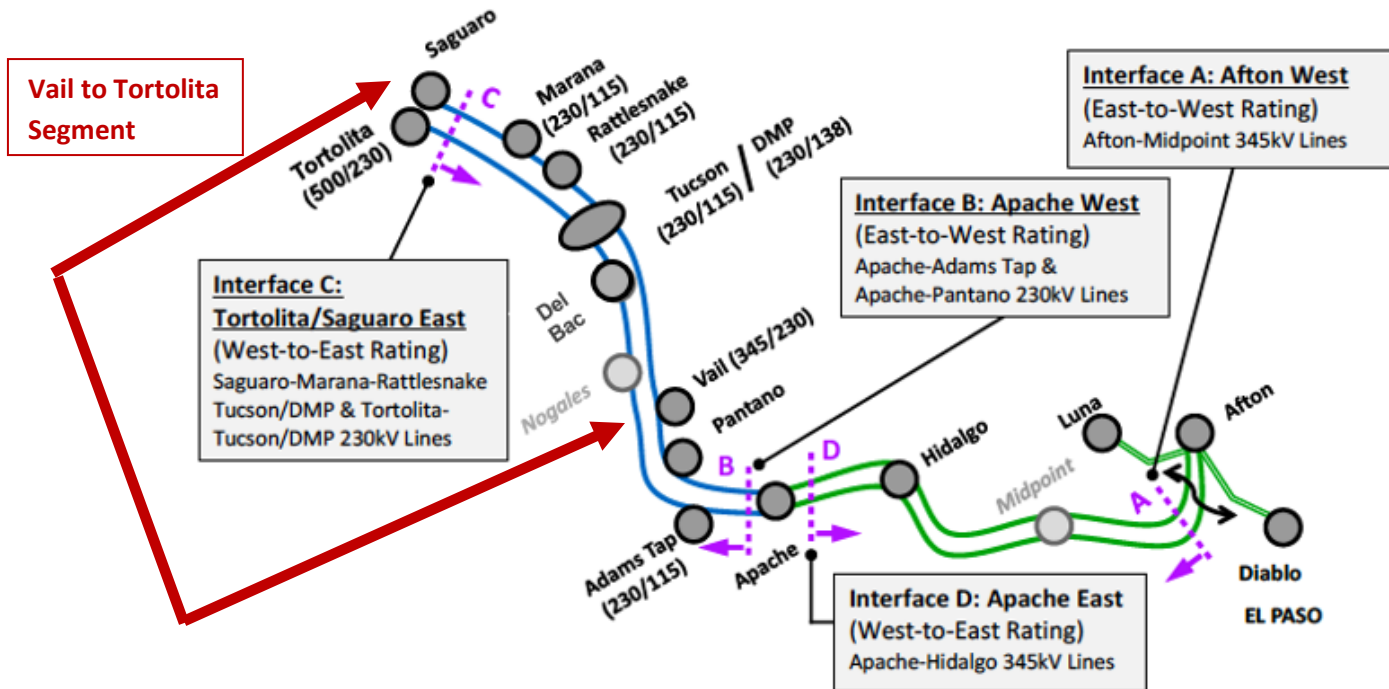 Vail to Tortolita
Segment
Saguaro
C
Marana
(230/115)
Rattlesnake
(230/115)
Tortolita
(500/230)
Tucson
(230/115)
/
DMP
(230/138)
Interface A: Afton West
(East-to-West Rating)
Afton-Midpoint 345kV Lines
Interface B: Apache West
(East-to-West Rating)
Apache-Adams Tap &
Apache-Pantano 230kV Lines
Interface C:
Tortolita/Saguaro East
(West-to-East Rating)
Saguaro-Marana-Rattlesnake
Tucson/DMP & Tortolita-
Tucson/DMP 230kV Lines
Del
Bac
Nogales
Vail (345/230)
Pantano
B
D
Hidalgo
Midpoint
Luna
Afton
A
Adams Tap
(230/115)
Apache
Diablo
EL PASO
Interface D: Apache East
(West-to-East Rating)
Apache-Hidalgo 345kV Lines